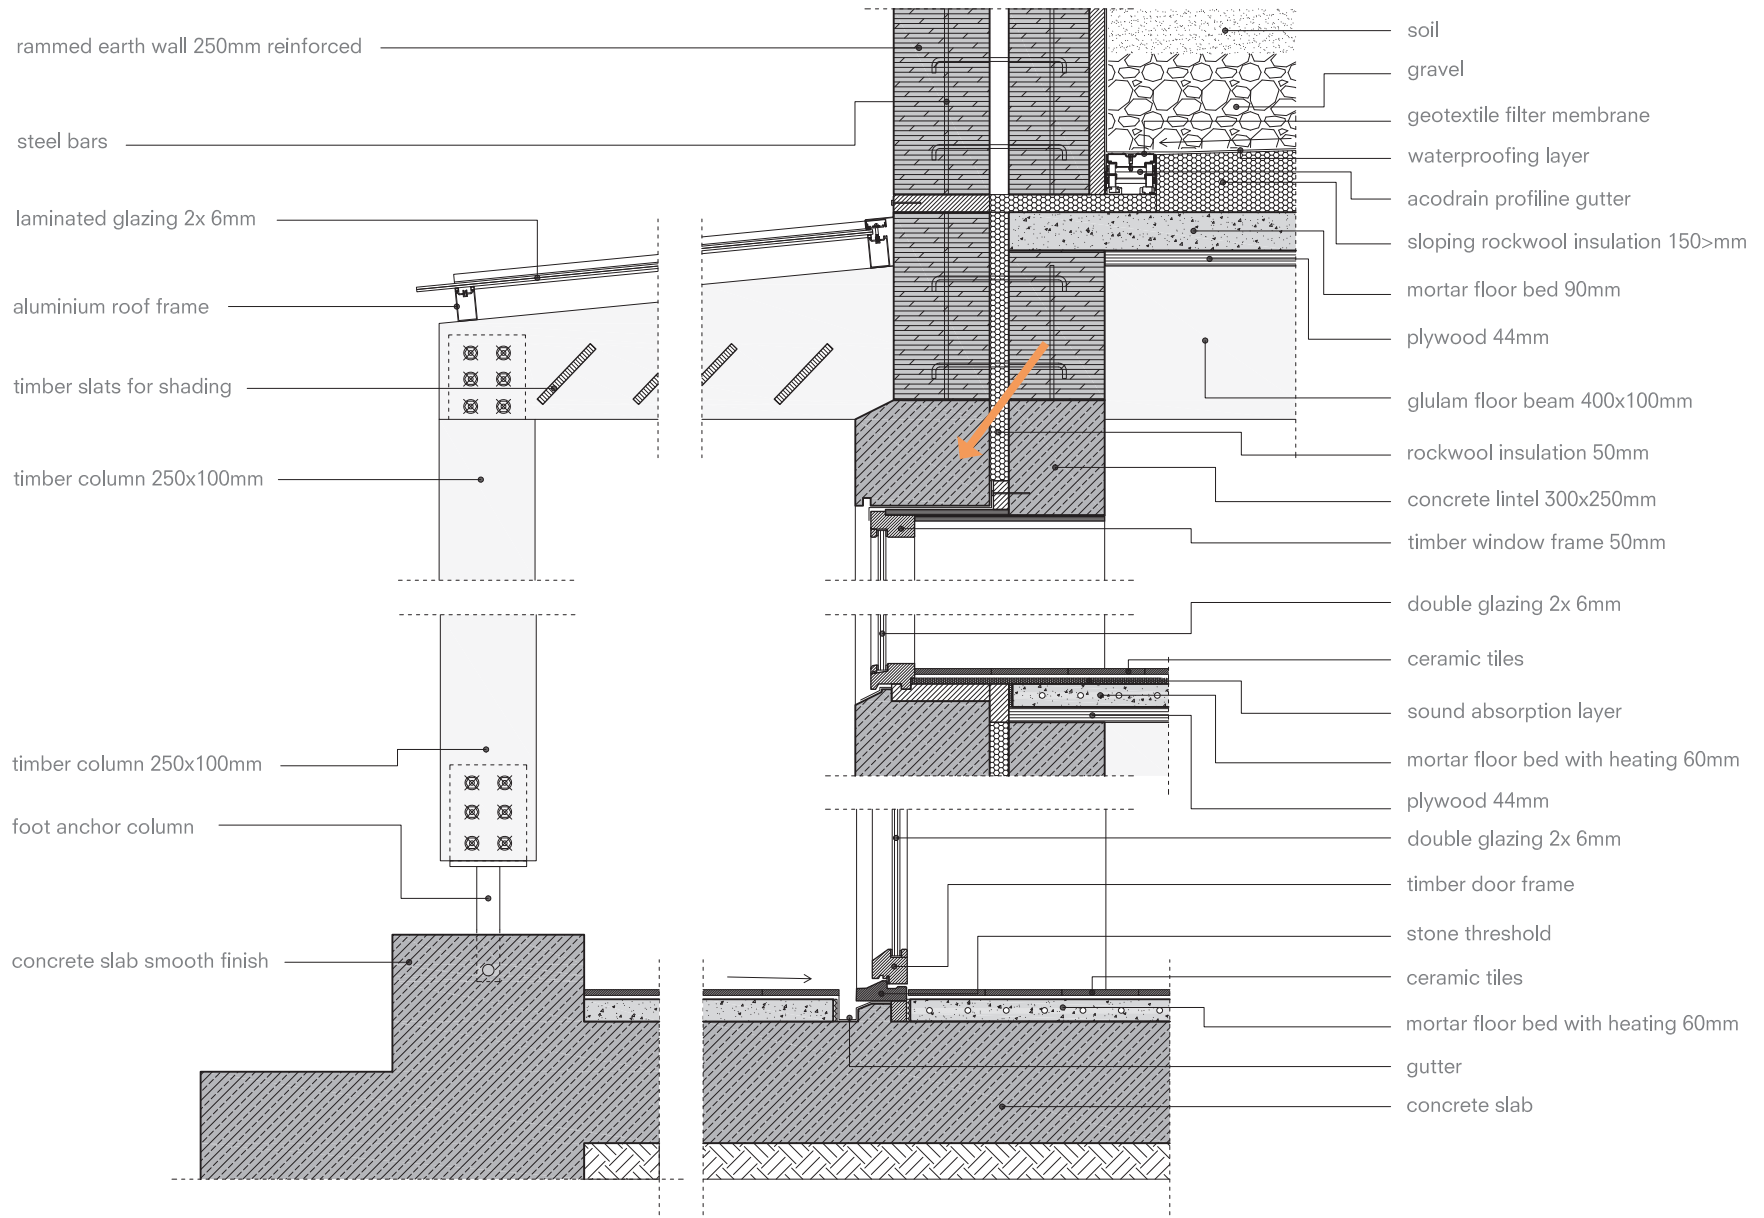 rammed earth wall 250mm reinforced
steel bars
laminated glazing 2x 6mm
aluminium roof frame
timber slats for shading
timber column 250x100mm
timber column 250x100mm
foot anchor column
concrete slab smooth finish
soil
gravel
geotextile filter membrane
waterproofing layer
acodrain profiline gutter
sloping rockwool insulation 150>mm
mortar floor bed 90mm
plywood 44mm
glulam floor beam 400x100mm
rockwool insulation 50mm
concrete lintel 300x250mm
timber window frame 50mm
double glazing 2x 6mm
ceramic tiles
sound absorption layer
mortar floor bed with heating 60mm
plywood 44mm
double glazing 2x 6mm
timber door frame
stone threshold
ceramic tiles
mortar floor bed with heating 60mm
gutter
concrete slab